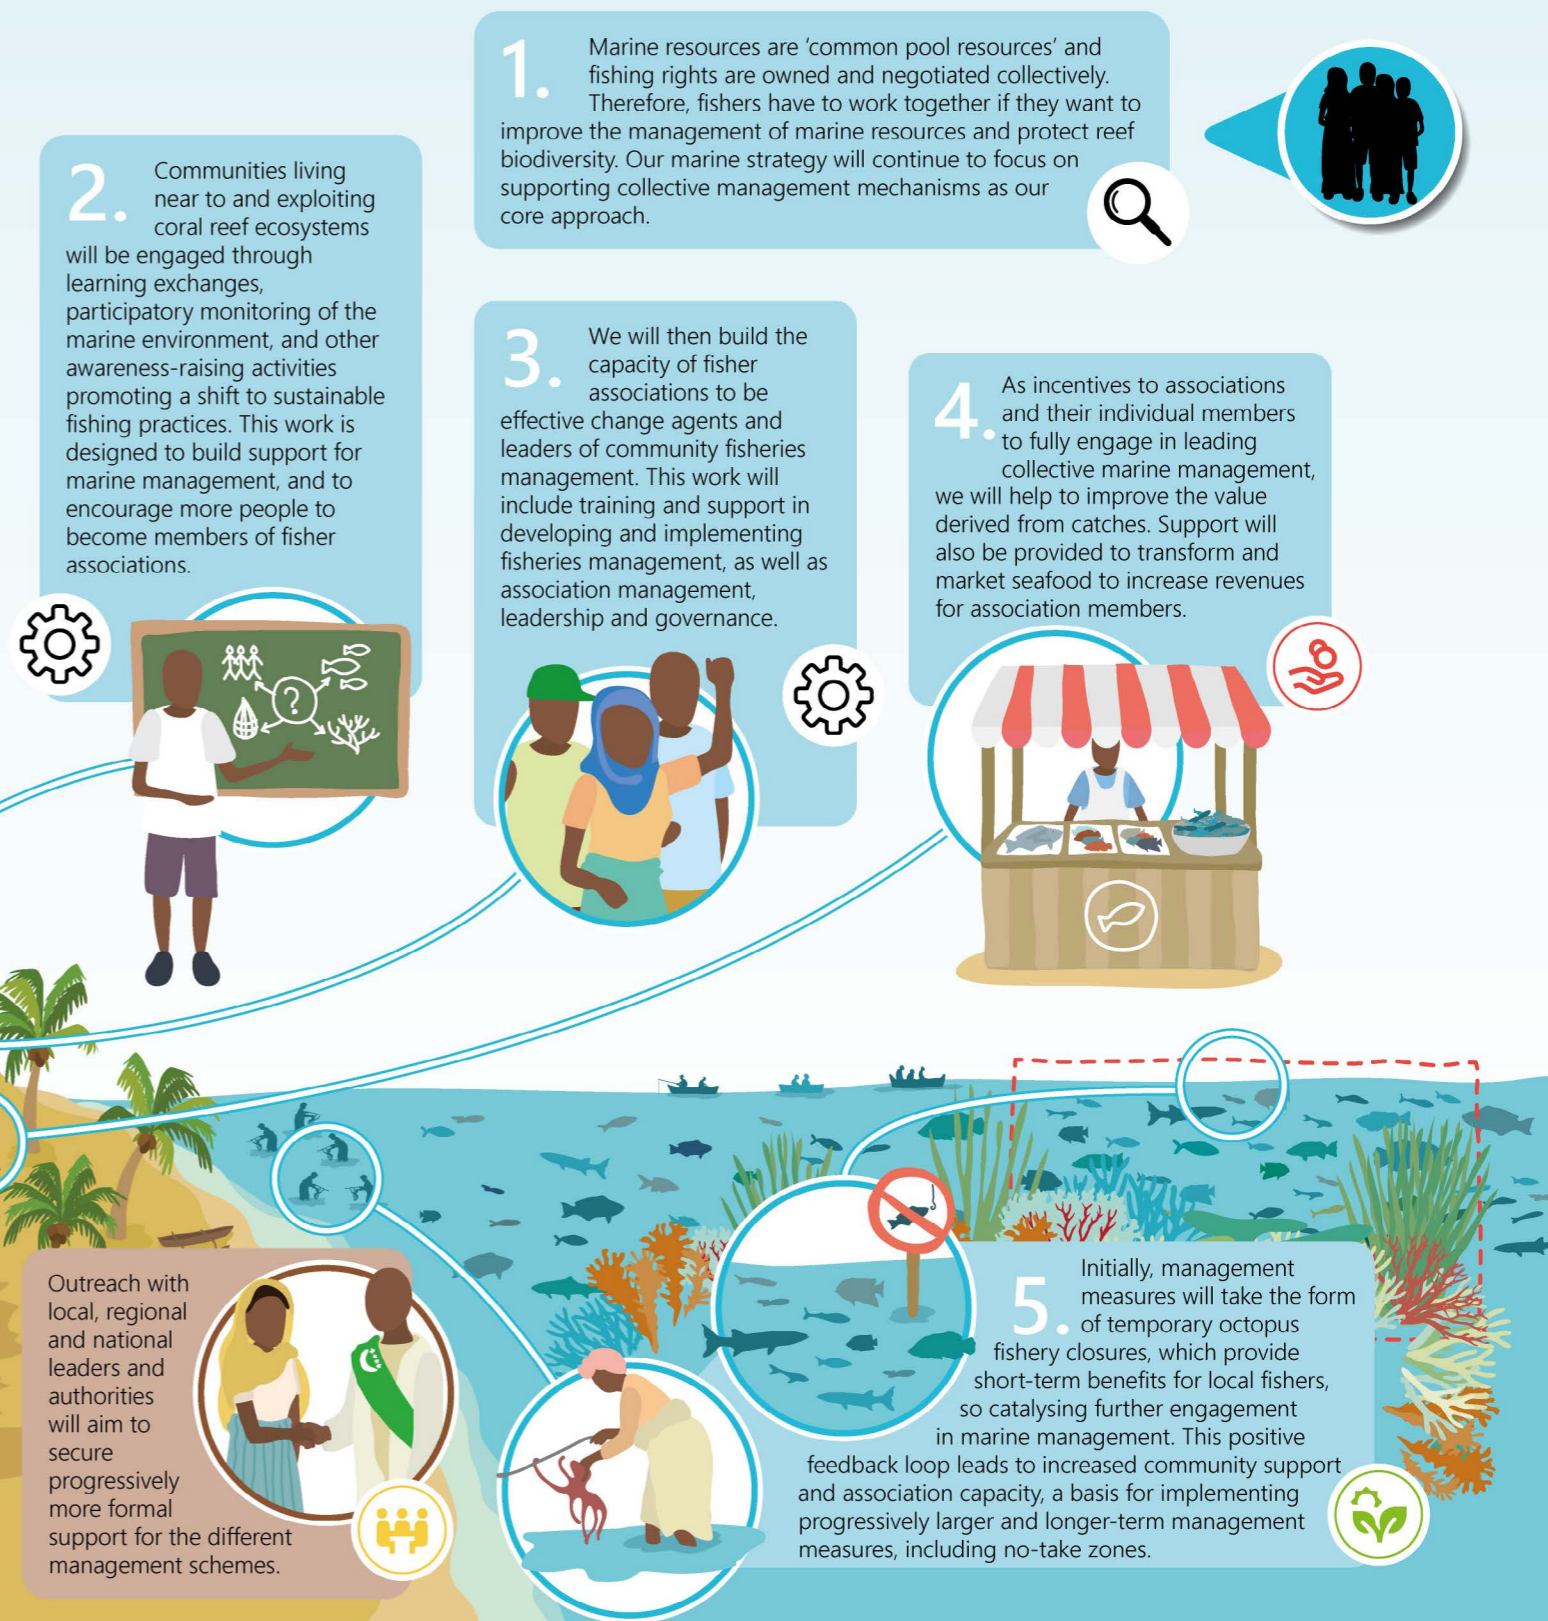 1.
Marine resources are 'common pool resources' and
fishing rights are owned and negotiated collectively.
Therefore, fishers have to work together if they want to
improve the management of marine resources and protect reef
biodiversity. Our marine strategy will continue to focus on
supporting collective management mechanisms as our
core approach.
2.
Communities living
near to and exploiting
coral reef ecosystems
will be engaged through
learning exchanges,
participatory monitoring of the
marine environment, and other
awareness-raising activities
promoting a shift to sustainable
fishing practices. This work is
designed to build support for
marine management, and to
encourage more people to
become members of fisher
associations.
?
3.
We will then build the
capacity of fisher
associations to be
effective change agents and
leaders of community fisheries
management. This work will
include training and support in
developing and implementing
fisheries management, as well as
association management,
leadership and governance.
4.
As incentives to associations
and their individual members
to fully engage in leading
collective marine management,
we will help to improve the value
derived from catches. Support will
also be provided to transform and
market seafood to increase revenues
for association members.
Outreach with
local, regional
and national
leaders and
authorities
will aim to
secure
progressively
more formal
support for the different
management schemes.
5.
Initially, management
measures will take the form
of temporary octopus
fishery closures, which provide
short-term benefits for local fishers,
so catalysing further engagement
in marine management. This positive
feedback loop leads to increased community support
and association capacity, a basis for implementing
progressively larger and longer-term management
measures, including no-take zones.